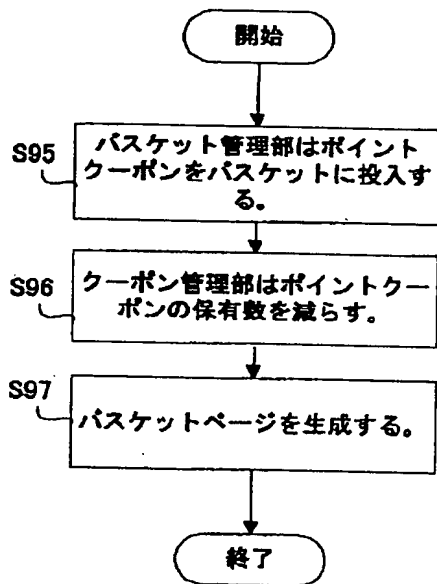 開始
S95
バスケット管理部はポイント
クーポンをバスケットに投入す
る。
S96
クーポン管理部はポイントクー
ポンの保有数を減らす。
S97
バスケットページを生成する。
終了